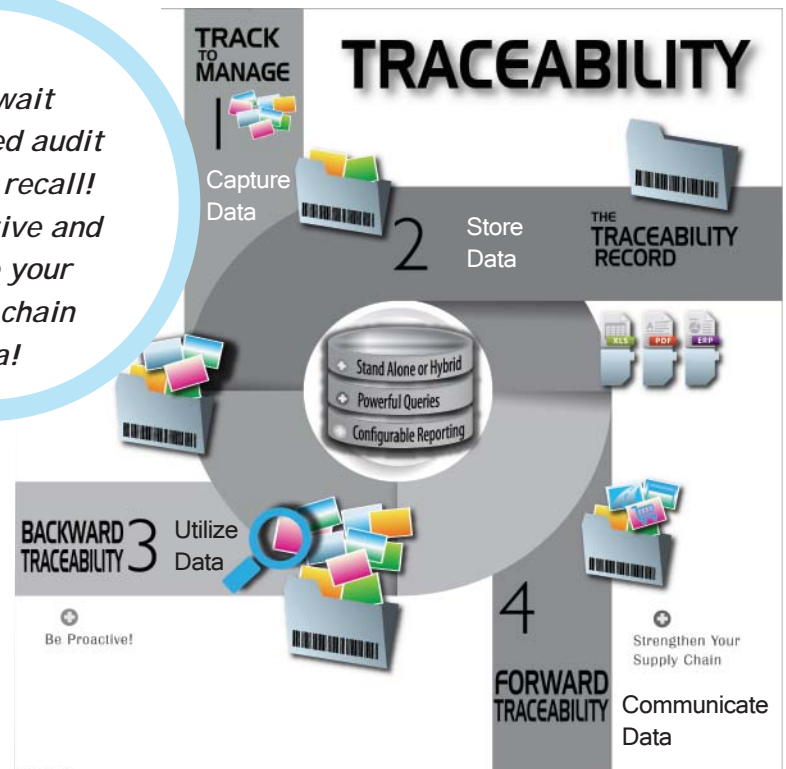 wait
ed audit
recall!
ive and
your
chain
a!
TRACK
TO
MANAGE
1
Capture
Data
TRACEABILITY
2
Store
Data
THE
TRACEABILITY
RECORD
XLS
PDF
ERP
+ Stand Alone or Hybrid
+ Powerful Queries
+ Configurable Reporting
BACKWARD
TRACEABILITY
3
Utilize
Data
Be Proactive!
4
FORWARD
TRACEABILITY
Strengthen Your
Supply Chain
Communicate
Data